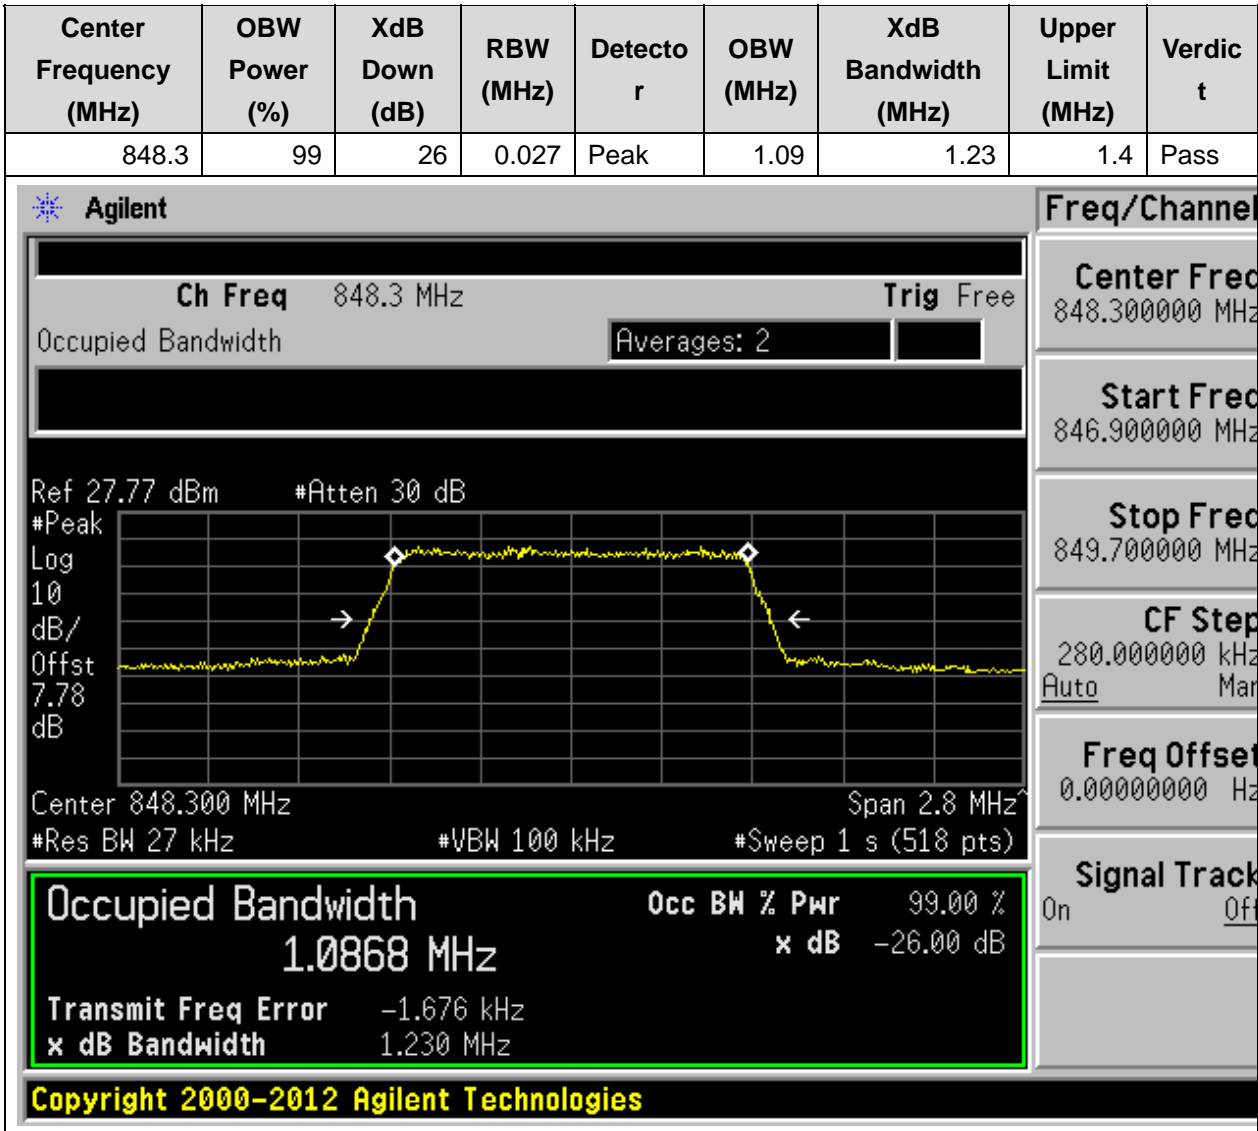 Center Frequency (MHz) OBW Power (%) XdB Down (dB) RBW (MHz) Detecto r OBW (MHz) XdB Bandwidth (MHz) Upper Limit (MHz) Verdic t
848.3 99 26 0.027 Peak 1.09 1.23 1.4 Pass
Agilent
Freq/Channel
Ch Freq 848.3 MHz Trig Free
Occupied Bandwidth Averages: 2
Center Freq
848.300000 MHz
Start Freq
846.900000 MHz
Stop Freq
849.700000 MHz
CF Step
280.000000 kHz
Auto Man
Freq Offset
0.00000000 Hz
Signal Track
On Off
Ref 27.77 dBm #Atten 30 dB
#Peak
Log
10
dB/
Offst
7.78
dB
Center 848.300 MHz Span 2.8 MHz^
#Res BW 27 kHz #VBW 100 kHz #Sweep 1 s (518 pts)
Occupied Bandwidth Occ BW % Pwr 99.00 %
1.0868 MHz x dB -26.00 dB
Transmit Freq Error -1.676 kHz
x dB Bandwidth 1.230 MHz
Copyright 2000-2012 Agilent Technologies